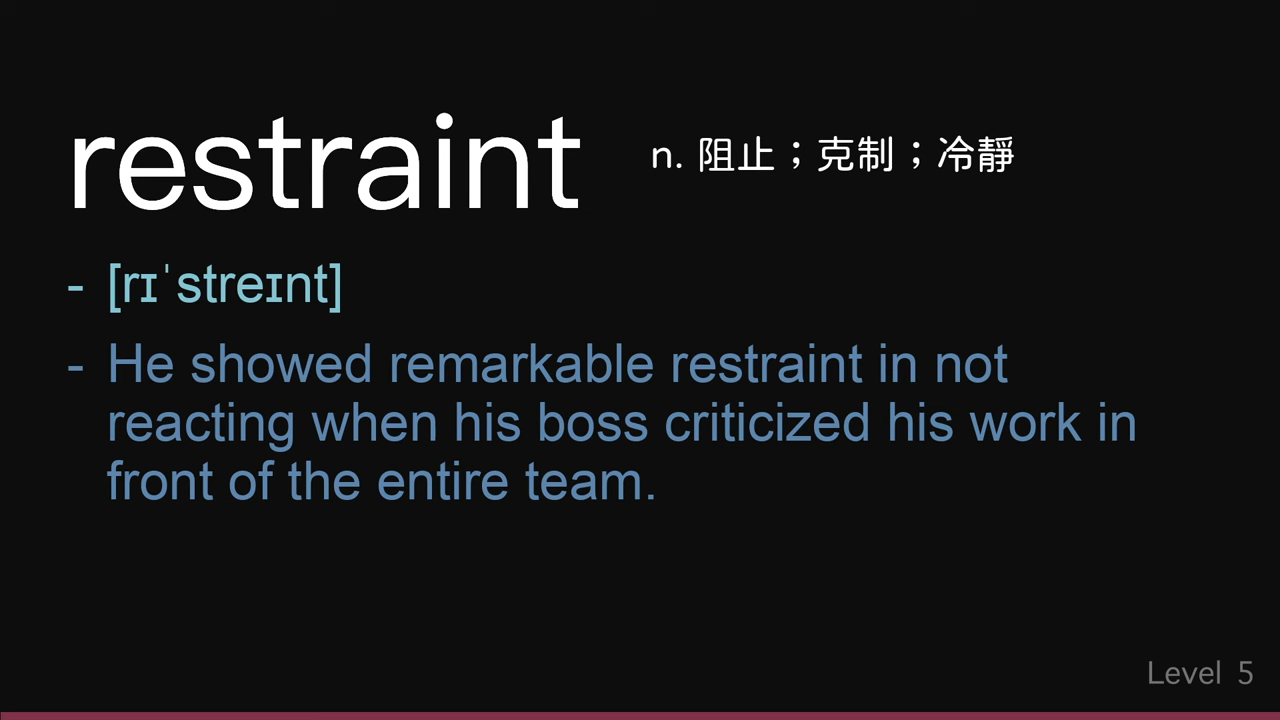 restraint n. 阻止；克制；冷靜
- [rɪˈstreɪnt]
- He showed remarkable restraint in not
reacting when his boss criticized his work in
front of the entire team.
Level 5